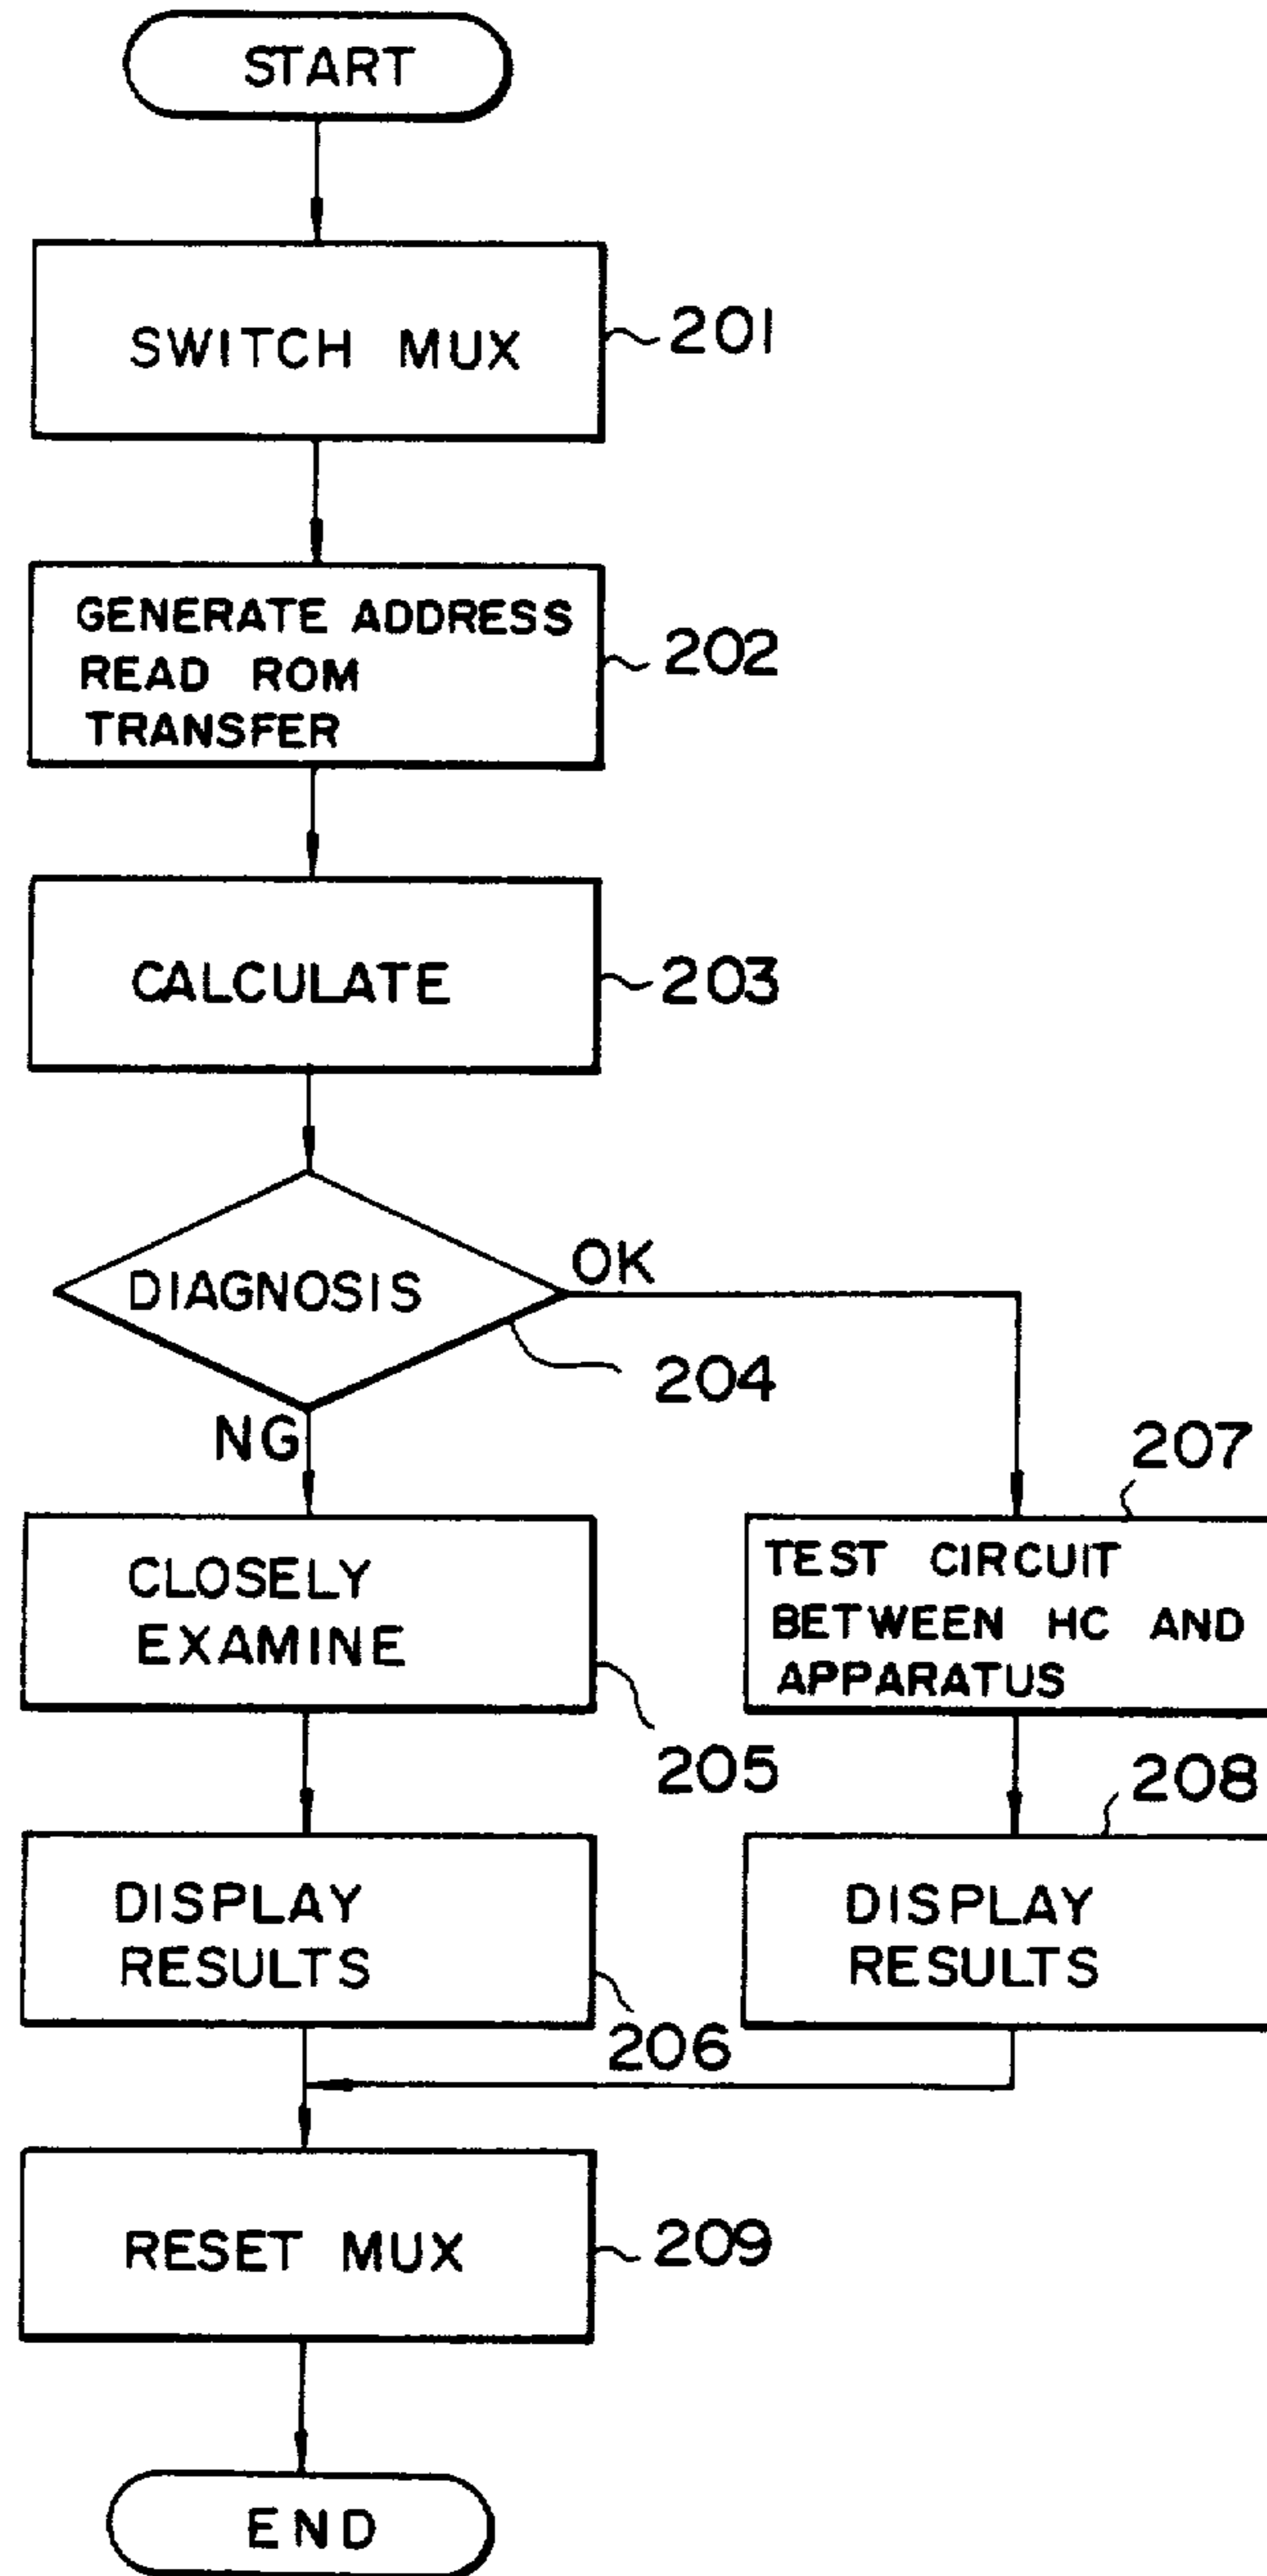 START
SWITCH MUX
201
GENERATE ADDRESS
READ ROM
TRANSFER
202
CALCULATE
203
DIAGNOSIS
OK
204
NG
207
CLOSELY
EXAMINE
205
TEST CIRCUIT
BETWEEN HC AND
APPARATUS
208
DISPLAY
RESULTS
206
DISPLAY
RESULTS
RESET MUX
209
END